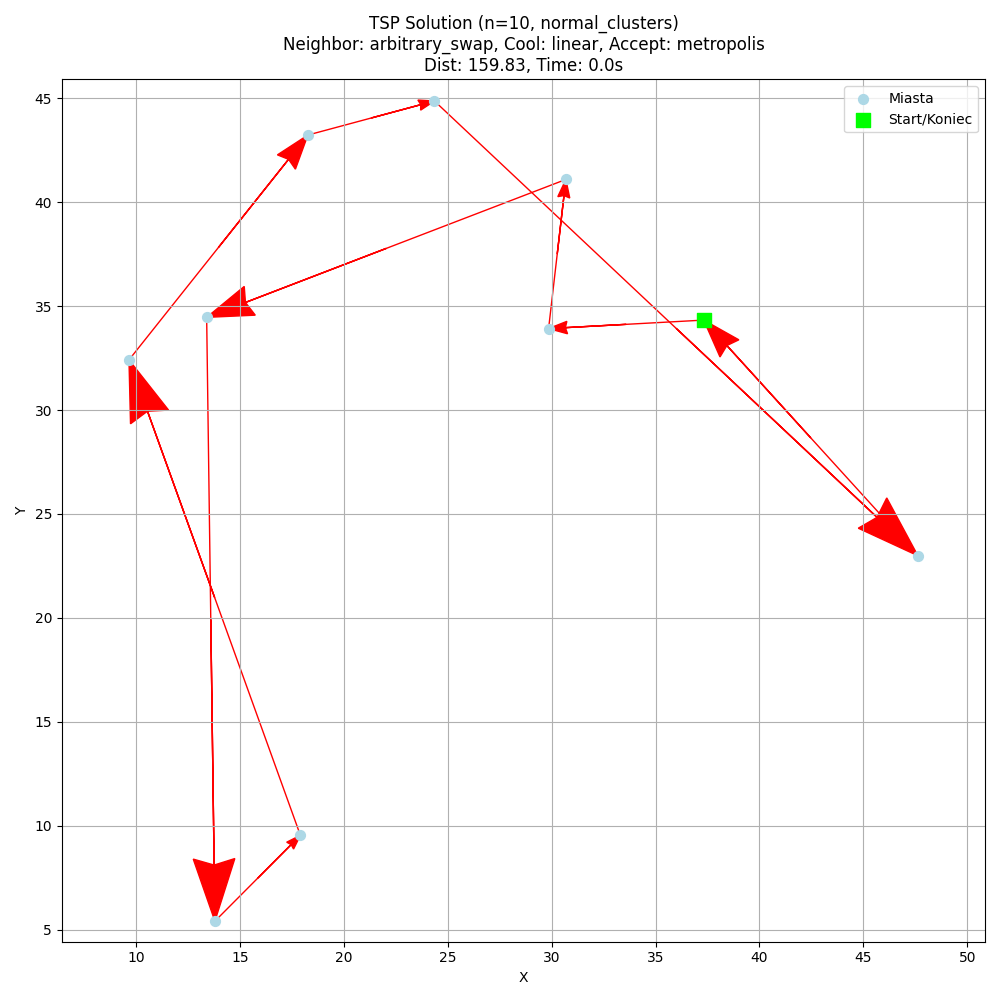 TSP Solution (n=10, normal_clusters)
Neighbor: arbitrary_swap, Cool: linear, Accept: metropolis
Dist: 159.83, Time: 0.0s
Miasta
Start/Koniec
45
40
35
30
25
20
15
10
5
Y
10 15 20 25 30 35 40 45 50
X